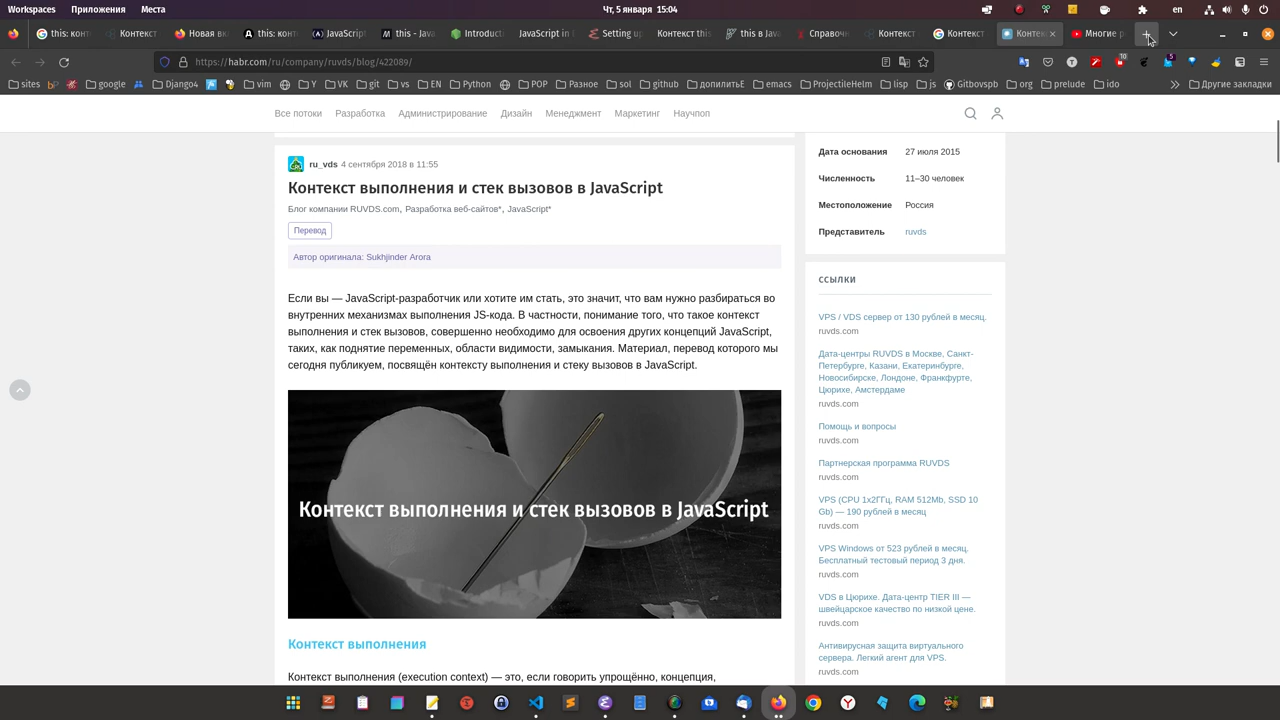 Workspaces Приложения Места Чт, 5 янв 15:04
this: кон Контекст Новая вк this: кон JavaScrip this - Jav Introduct JavaScript in D Setting up Контекст this в Jav Справоч Контекст Контекст Контекс Многие р
https://habr.com/ru/company/ruvds/blog/422089/
sites google Django4 VK git vs EN Python POP Разное sol github допилить emacs ProjectileHelm lisp js Gitbovspb prelude Ido Другие закладки
10
5
Все потоки Разработка Администрирование Дизайн Менеджмент Маркетинг Научпоп
ru_vds 4 сентября 2018 в 11:55
Контекст выполнения и стек вызовов в JavaScript
Блог компании RUVDS.com, Разработка веб-сайтов*, JavaScript*
Перевод
Автор оригинала: Sukhjinder Arora
Если вы — JavaScript-разработчик или хотите им стать, это значит, что вам нужно разбираться во
внутренних механизмах выполнения JS-кода. В частности, понимание того, что такое контекст
выполнения и стек вызовов, совершенно необходимо для освоения других концепций JavaScript,
таких, как поднятие переменных, области видимости, замыкания. Материал, перевод которого мы
сегодня публикуем, посвящён контексту выполнения и стеку вызовов в JavaScript.
Контекст выполнения и стек вызовов в JavaScript
Контекст выполнения
Контекст выполнения (execution context) — это, если говорить упрощённо, концепция,
Дата основания 27 июля 2015
Численность 11–30 человек
Местоположение Россия
Представитель ruvds
ССЫЛКИ
VPS / VDS сервер от 130 рублей в месяц.
ruvds.com
Дата-центры RUVDS в Москве, Санкт-
Петербурге, Казани, Екатеринбурге,
Новосибирске, Лондоне, Франкфурте,
Цюрихе, Амстердаме
ruvds.com
Помощь и вопросы
ruvds.com
Партнерская программа RUVDS
ruvds.com
VPS (CPU 1x2ГГц, RAM 512Mb, SSD 10
Gb) — 190 рублей в месяц
ruvds.com
VPS Windows от 523 рублей в месяц.
Бесплатный тестовый период 3 дня.
ruvds.com
VDS в Цюрихе. Дата-центр TIER III —
швейцарское качество по низкой цене.
ruvds.com
Антивирусная защита виртуального
сервера. Легкий агент для VPS.
ruvds.com